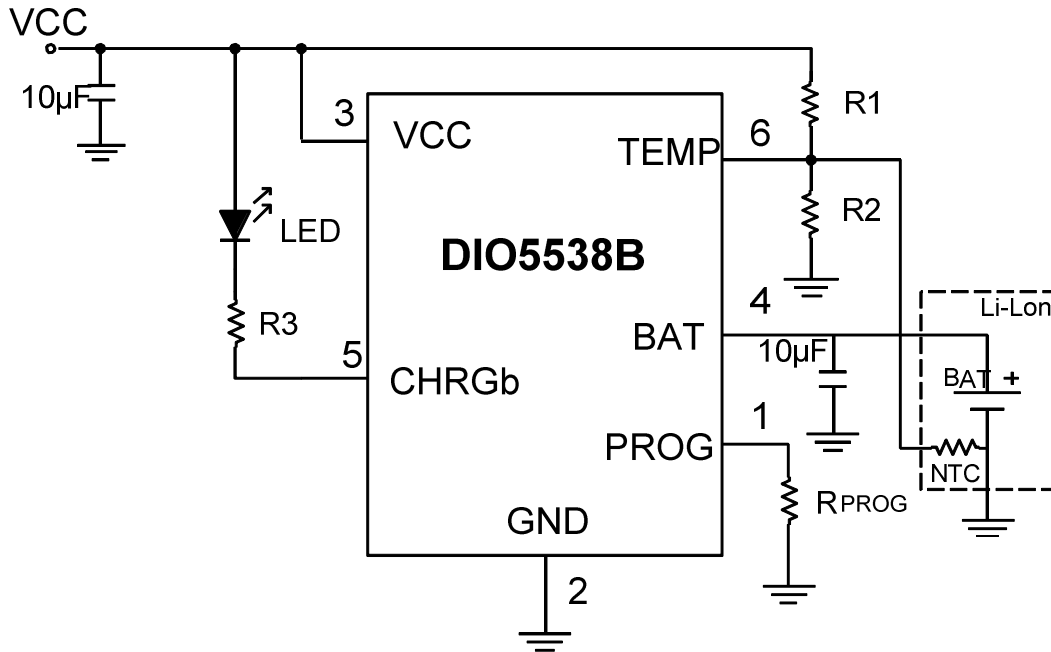 VCC
10µF
3
VCC
TEMP
6
R1
R2
LED
DIO5538B
R3
5
CHRGb
4
BAT
10µF
Li-Lon
BAT +
NTC
1
PROG
RPROG
GND
2